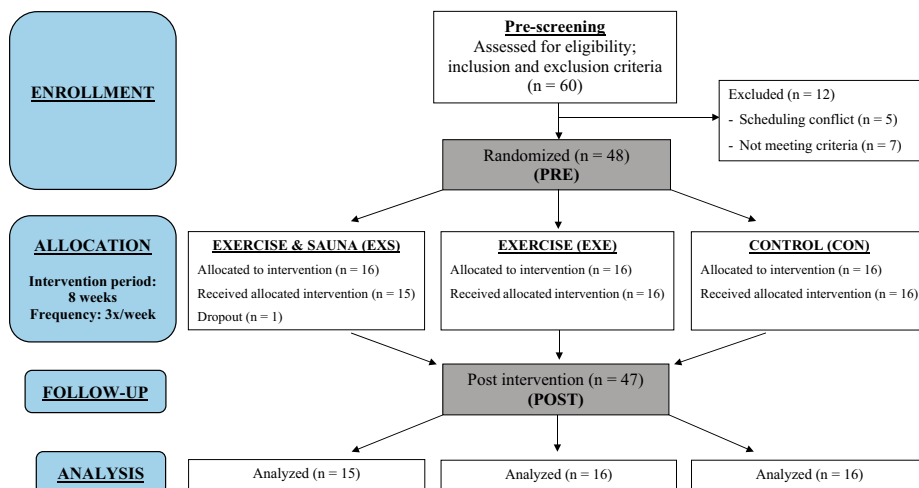 Pre-screening
Assessed for eligibility;
inclusion and exclusion criteria
(n = 60)
ENROLLMENT
Excluded (n = 12)
- Scheduling conflict (n = 5)
- Not meeting criteria (n = 7)
Randomized (n = 48)
(PRE)
ALLOCATION
Intervention period:
8 weeks
Frequency: 3x/week
EXERCISE & SAUNA (EXS)
Allocated to intervention (n = 16)
Received allocated intervention (n = 15)
Dropout (n = 1)
EXERCISE (EXE)
Allocated to intervention (n = 16)
Received allocated intervention (n = 16)
CONTROL (CON)
Allocated to intervention (n = 16)
Received allocated intervention (n = 16)
FOLLOW-UP
Post intervention (n = 47)
(POST)
ANALYSIS
Analyzed (n = 15)
Analyzed (n = 16)
Analyzed (n = 16)